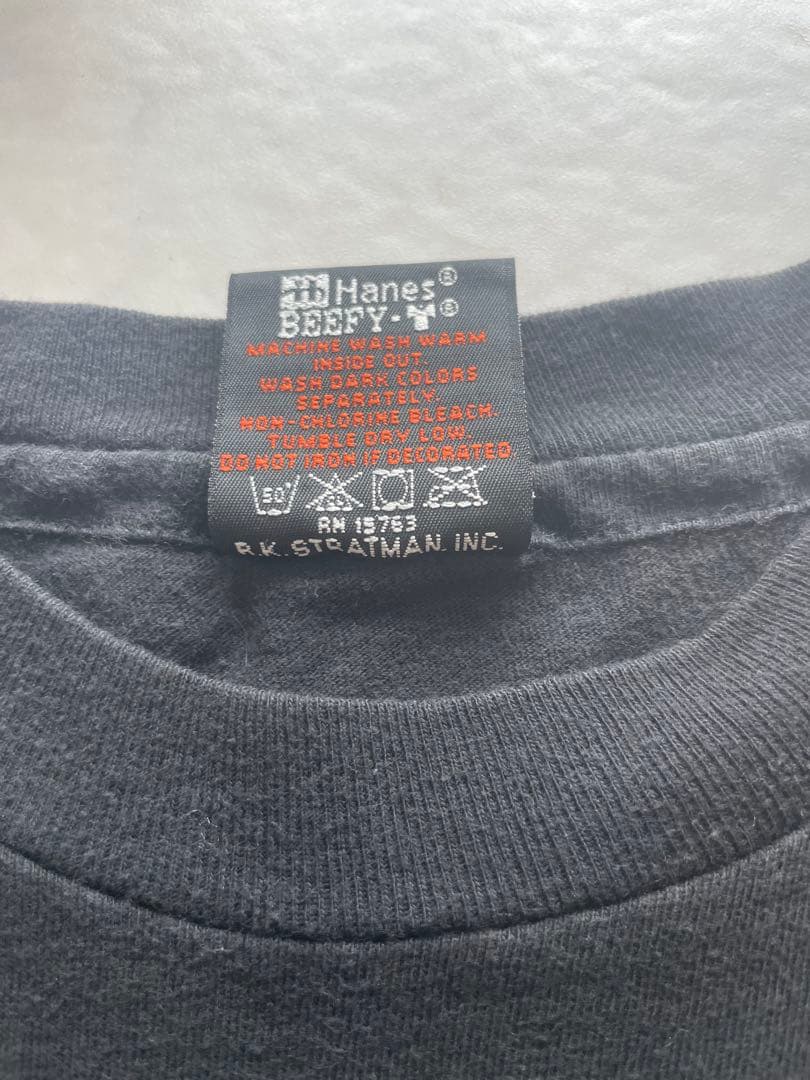 Hanes®
BEEFY-T®
MACHINE WASH WARM
INSIDE OUT.
WASH DARK COLORS
SEPARATELY.
NON-CHLORINE BLEACH.
TUMBLE DRY LOW.
DO NOT IRON IF DECORATED
RN 15763
R.K. STRATMAN, INC.